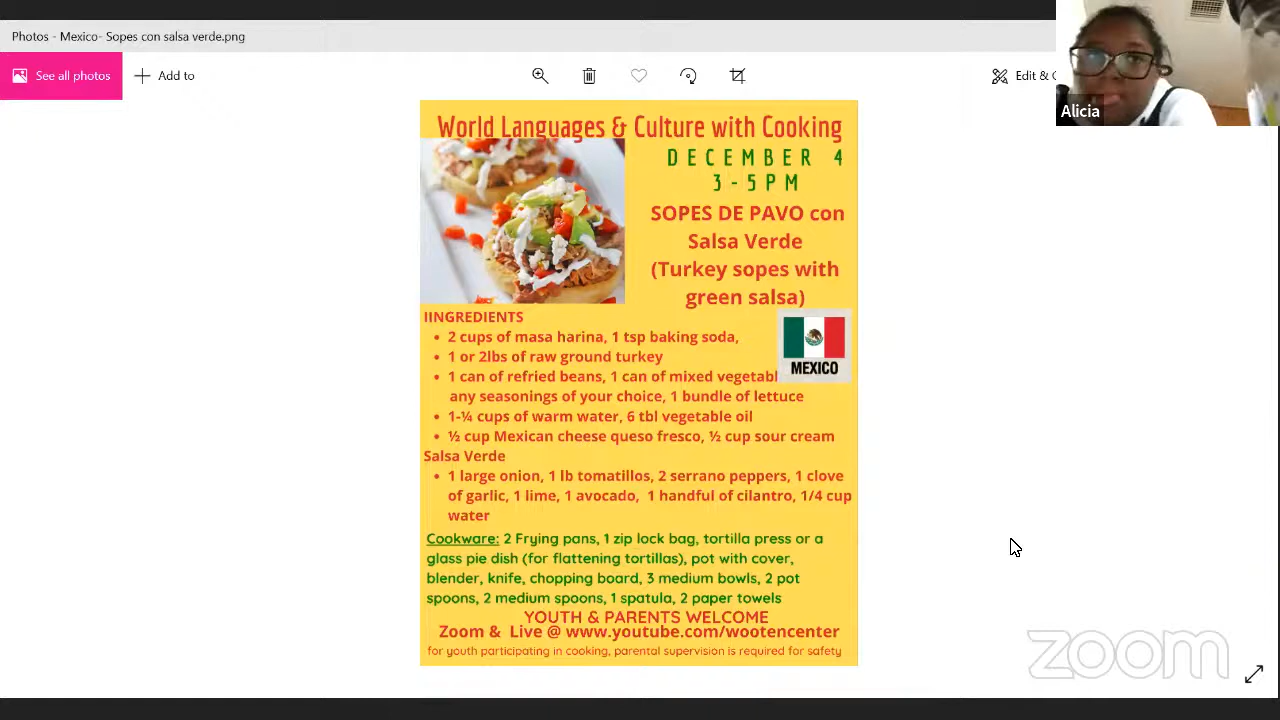 Photos - Mexico- Sopes con salsa verde.png
See all photos
Add to
Edit &
Alicia
World Languages & Culture with Cooking
DECEMBER 4
3-5PM
SOPES DE PAVO con
Salsa Verde
(Turkey sopes with
green salsa)
IINGREDIENTS
• 2 cups of masa harina, 1 tsp baking soda,
• 1 or 2lbs of raw ground turkey
• 1 can of refried beans, 1 can of mixed vegetabl
any seasonings of your choice, 1 bundle of lettuce
• 1-¼ cups of warm water, 6 tbl vegetable oil
• ½ cup Mexican cheese queso fresco, ½ cup sour cream
MEXICO
Salsa Verde
• 1 large onion, 1 lb tomatillos, 2 serrano peppers, 1 clove
of garlic, 1 lime, 1 avocado, 1 handful of cilantro, 1/4 cup
water
Cookware: 2 Frying pans, 1 zip lock bag, tortilla press or a
glass pie dish (for flattening tortillas), pot with cover,
blender, knife, chopping board, 3 medium bowls, 2 pot
spoons, 2 medium spoons, 1 spatula, 2 paper towels
YOUTH & PARENTS WELCOME
Zoom & Live @ www.youtube.com/wootencenter
for youth participating in cooking, parental supervision is required for safety
zoom